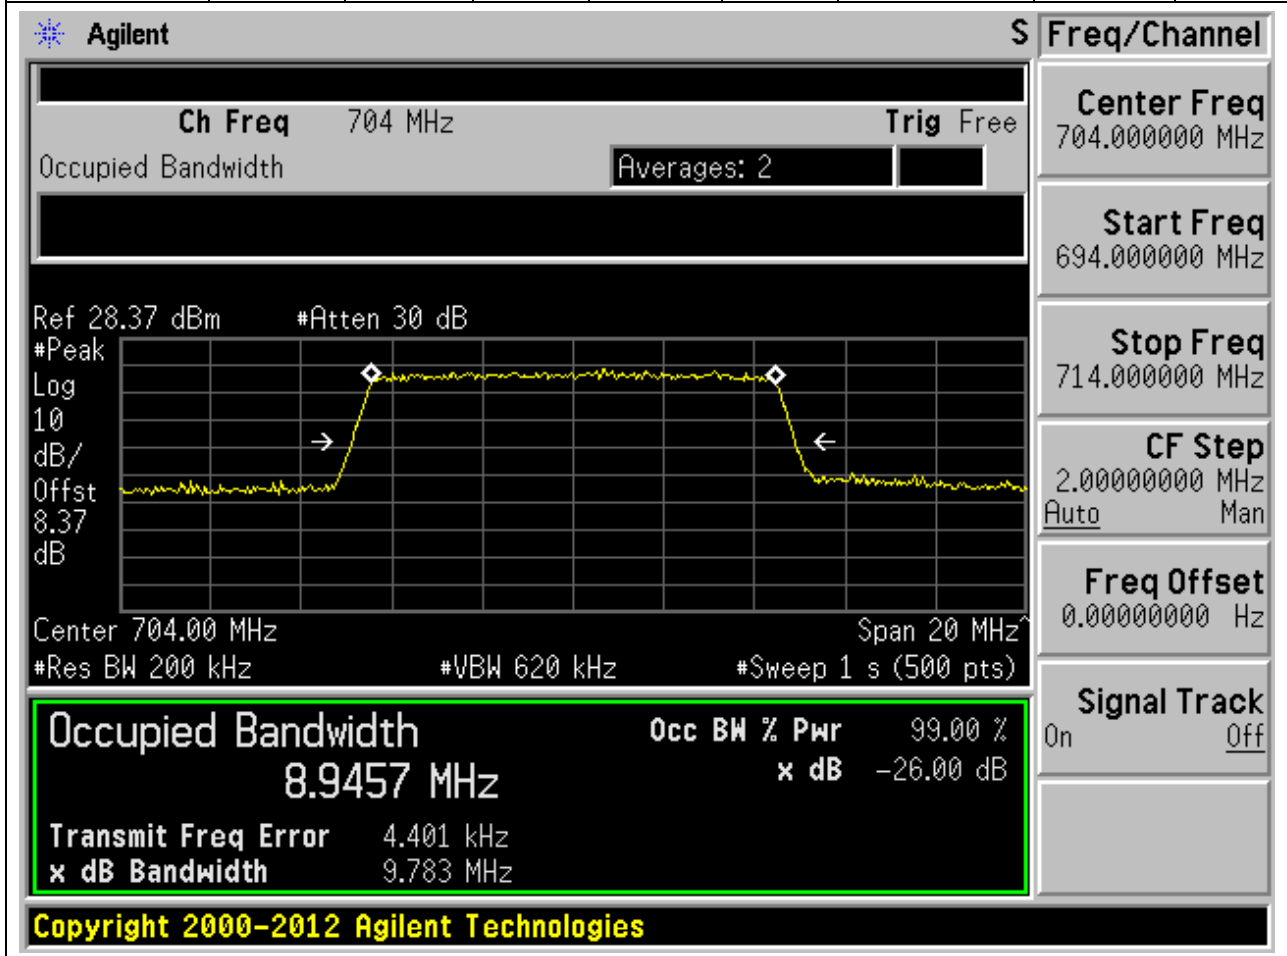 Agilent S Freq/Channel
Ch Freq 704 MHz Trig Free
Occupied Bandwidth Averages: 2
Center Freq
704.000000 MHz
Start Freq
694.000000 MHz
Stop Freq
714.000000 MHz
CF Step
2.00000000 MHz
Auto Man
Freq Offset
0.00000000 Hz
Signal Track
On Off
Ref 28.37 dBm #Atten 30 dB
#Peak
Log
10
dB/
Offst
8.37
dB
Center 704.00 MHz Span 20 MHz^
#Res BW 200 kHz #VBW 620 kHz #Sweep 1 s (500 pts)
Occupied Bandwidth Occ BW % Pwr 99.00 %
8.9457 MHz x dB -26.00 dB
Transmit Freq Error 4.401 kHz
x dB Bandwidth 9.783 MHz
Copyright 2000-2012 Agilent Technologies